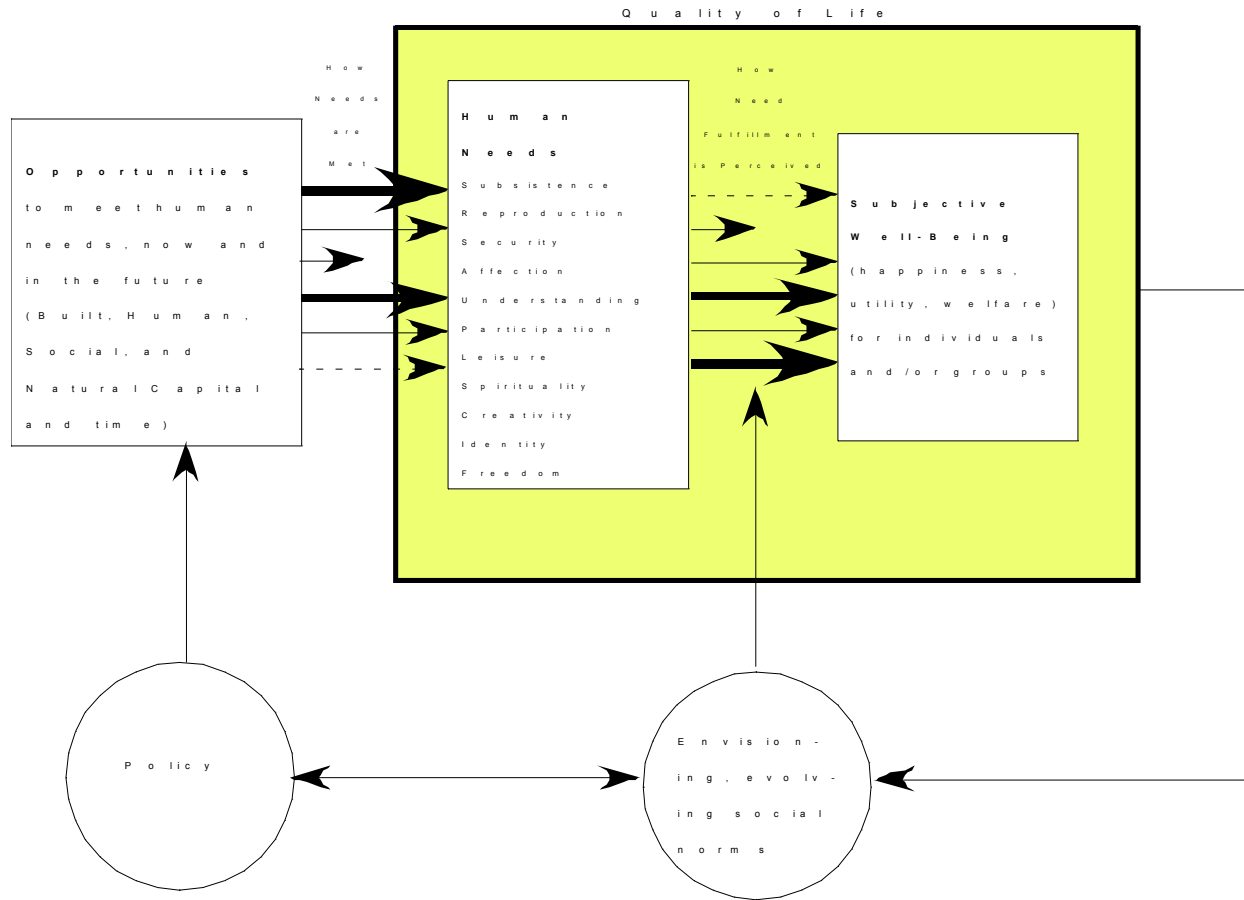 Quality of Life
How
Needs
are
Met
How
Need
Fulfillment
is Perceived
Opportunities
to meet human
needs, now and
in the future
(Built, Human,
Social, and
Natural Capital
and time)
Human
Needs
Subsistence
Reproduction
Security
Affection
Understanding
Participation
Leisure
Spirituality
Creativity
Identity
Freedom
Subjective
Well-Being
(happiness,
utility, welfare)
for individuals
and/or groups
Policy
Envision-
ing, evolv-
ing social
norms